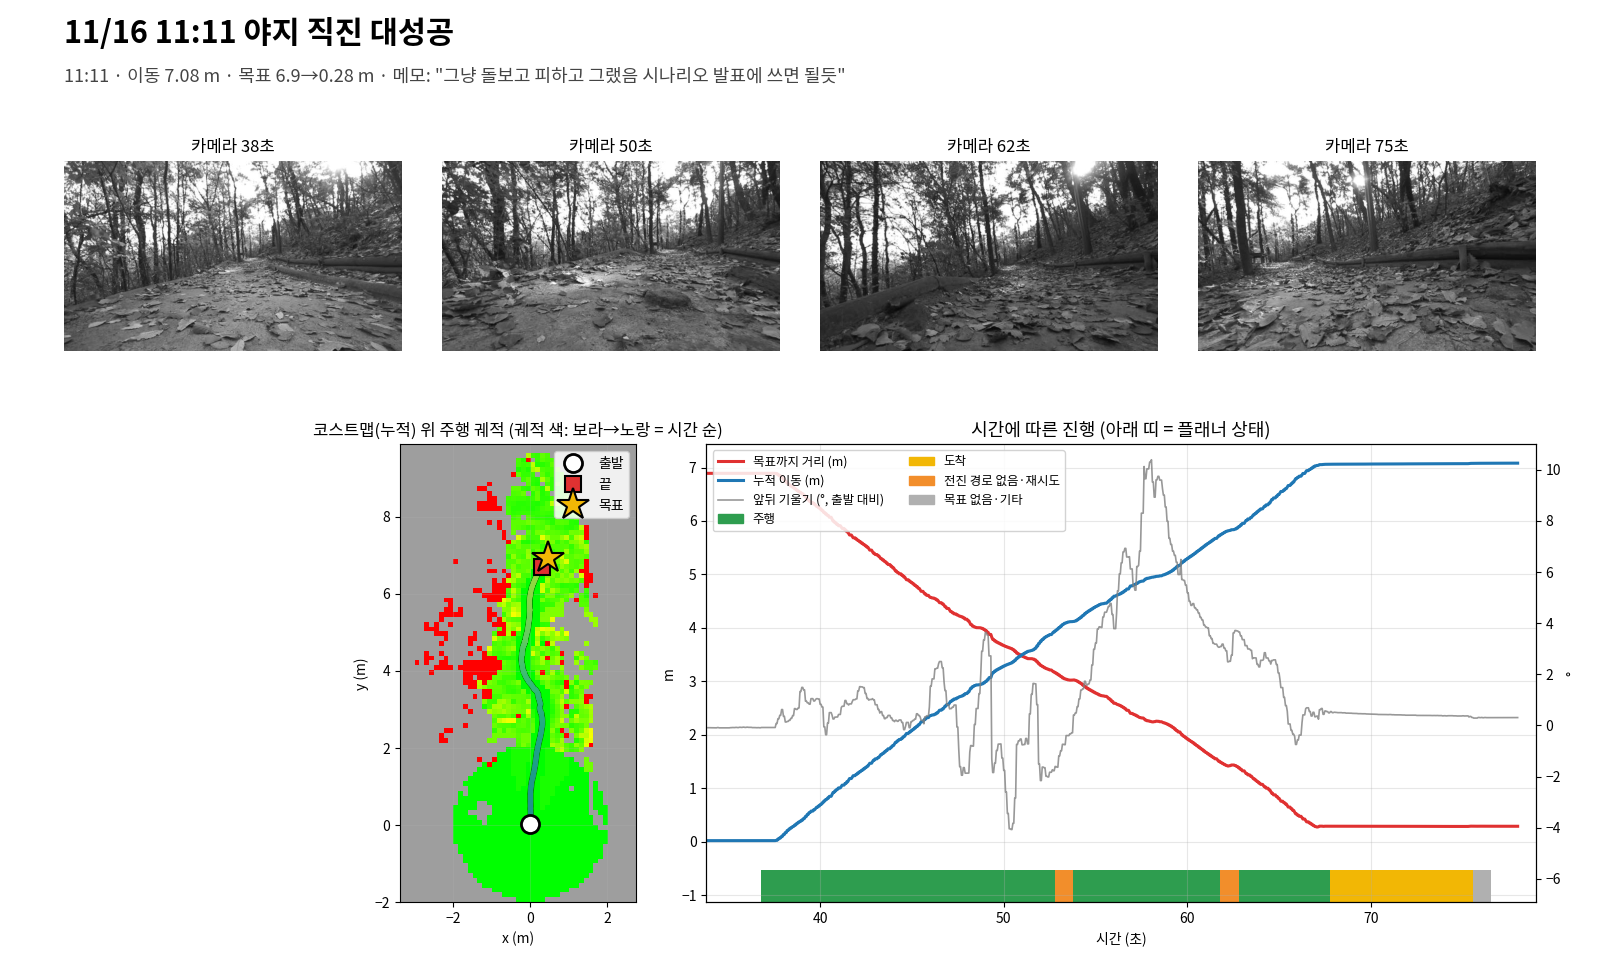 11/16 11:11 야지 직진 대성공
11:11 · 이동 7.08 m · 목표 6.9→0.28 m · 메모: "그냥 돌보고 피하고 그랬음 시나리오 발표에 쓰면 될듯"
카메라 38초
카메라 50초
카메라 62초
카메라 75초
코스트맵(누적) 위 주행 궤적 (궤적 색: 보라→노랑 = 시간 순)
출발
끝
목표
8
6
4
2
0
−2
y (m)
−2
0
2
x (m)
시간에 따른 진행 (아래 띠 = 플래너 상태)
목표까지 거리 (m)
누적 이동 (m)
앞뒤 기울기 (°, 출발 대비)
주행
도착
전진 경로 없음·재시도
목표 없음·기타
7
6
5
4
3
2
1
0
−1
m
10
8
6
4
2
0
−2
−4
−6
°
40
50
60
70
시간 (초)